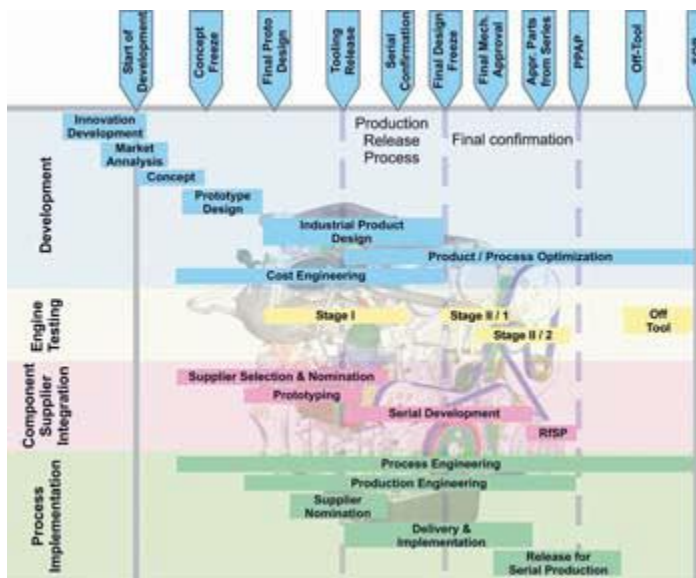 Start of
Development
Concept
Freeze
Final Proto
Design
Tooling
Release
Serial
Confirmation
Final Design
Freeze
Final Mech.
Approval
Appr. Parts
from Series
PPAP
Off-Tool
Production
Release
Process
Final confirmation
Development
Innovation
Development
Market
Annalysis
Concept
Prototype
Design
Industrial Product
Design
Product / Process Optimization
Cost Engineering
Engine
Testing
Stage I
Stage II / 1
Stage II / 2
Off
Tool
Component
Supplier
Integration
Supplier Selection & Nomination
Prototyping
Serial Development
RfSP
Process
Implementation
Process Engineering
Production Engineering
Supplier
Nomination
Delivery &
Implementation
Release for
Serial Production